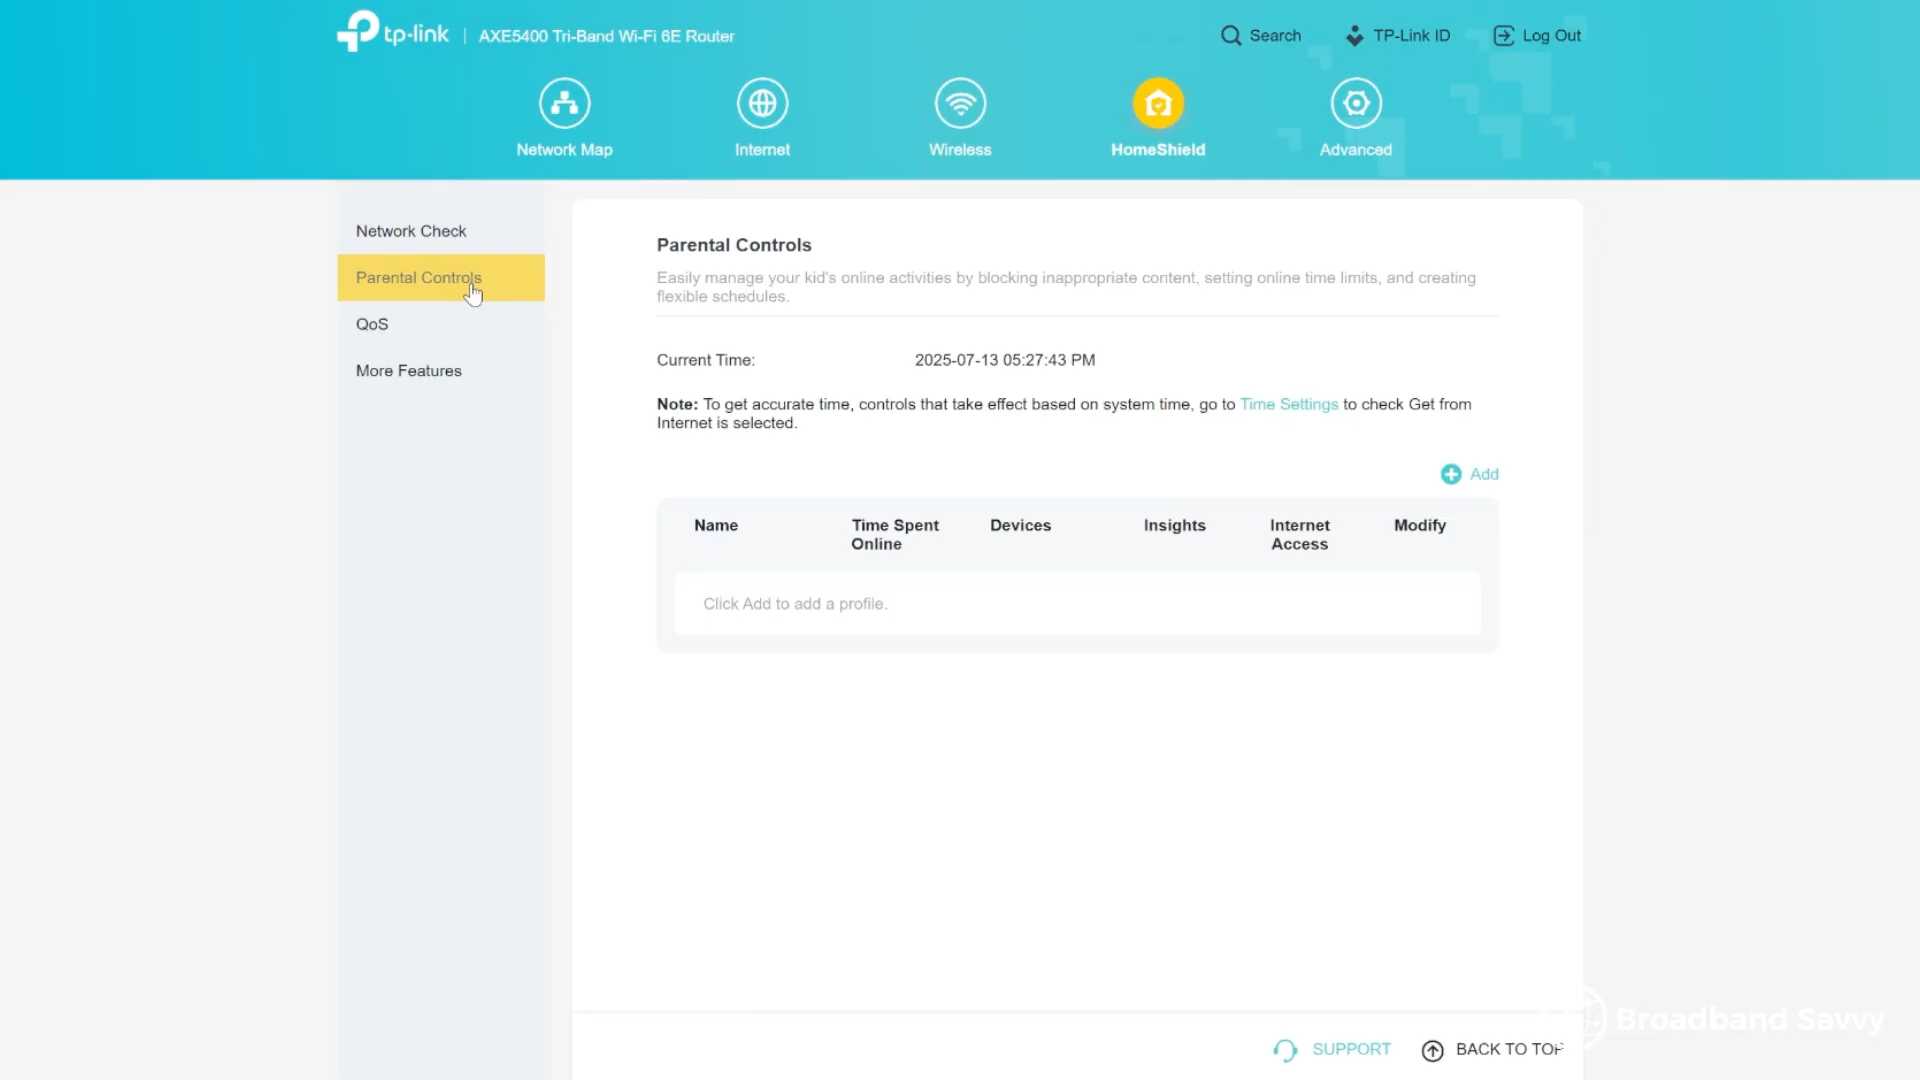 tp-link | AXE5400 Tri-Band Wi-Fi 6E Router
Search
TP-Link ID
Log Out
Network Map
Internet
Wireless
HomeShield
Advanced
Network Check
Parental Controls
QoS
More Features
Parental Controls
Easily manage your kid's online activities by blocking inappropriate content, setting online time limits, and creating
flexible schedules.
Current Time: 2025-07-13 05:27:43 PM
Note: To get accurate time, controls that take effect based on system time, go to Time Settings to check Get from
Internet is selected.
Add
Name
Time Spent
Online
Devices
Insights
Internet
Access
Modify
Click Add to add a profile.
SUPPORT
BACK TO TOP
Broadband Savvy